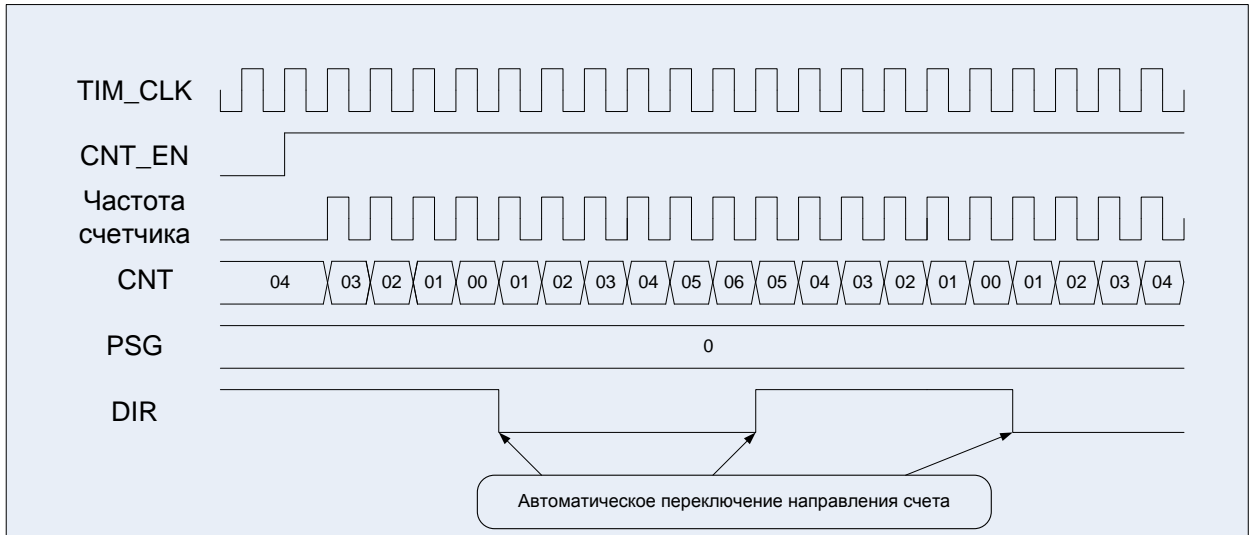 TIM_CLK
CNT_EN
Частота
счетчика
CNT
04 03 02 01 00 01 02 03 04 05 06 05 04 03 02 01 00 01 02 03 04
PSG
0
DIR
Автоматическое переключение направления счета